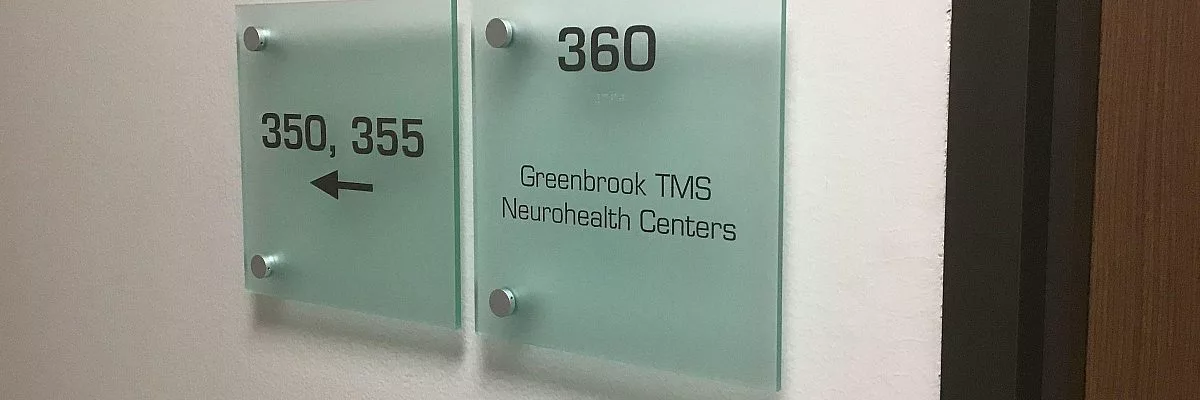 350, 355
360
Greenbrook TMS
Neurohealth Centers